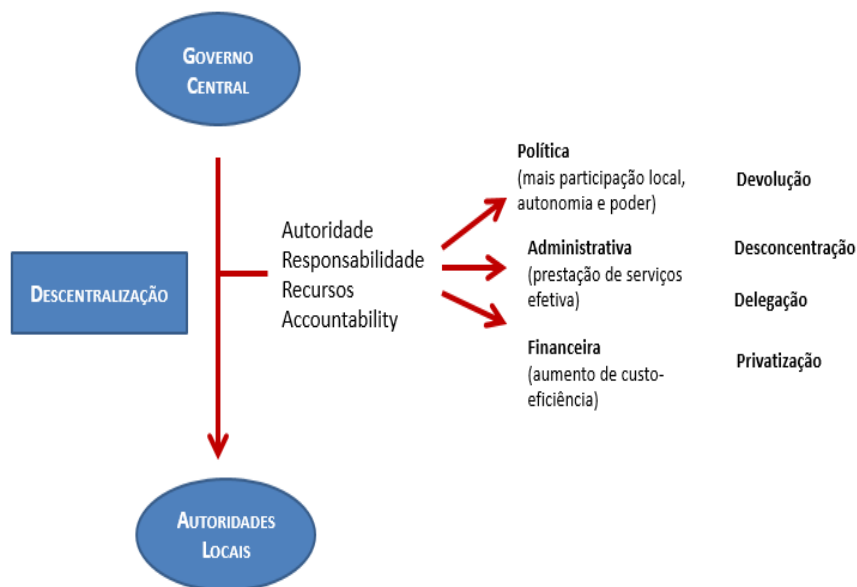 GOVERNO
CENTRAL
DESCENTRALIZAÇÃO
Autoridade
Responsabilidade
Recursos
Accountability
Política
(mais participação local,
autonomia e poder)
Devolução
Administrativa
(prestação de serviços
efetiva)
Desconcentração
Delegação
Financeira
(aumento de custo-
eficiência)
Privatização
AUTORIDADES
LOCAIS